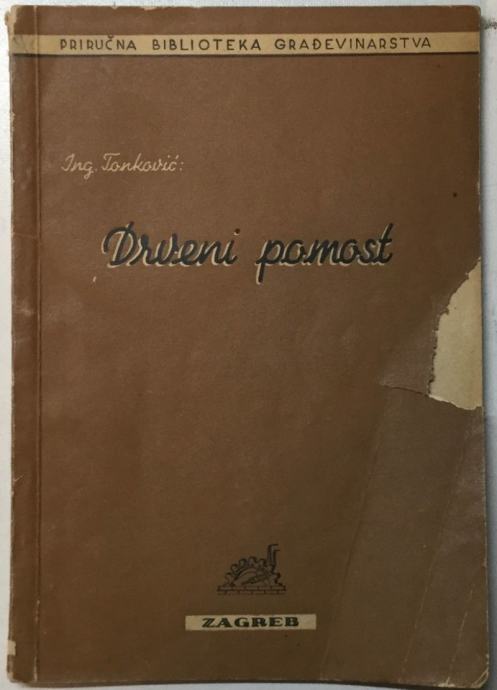 PRIRUČNA BIBLIOTEKA GRAĐEVINARSTVA
Ing. Tonković:
Drveni pomost
ZAGREB